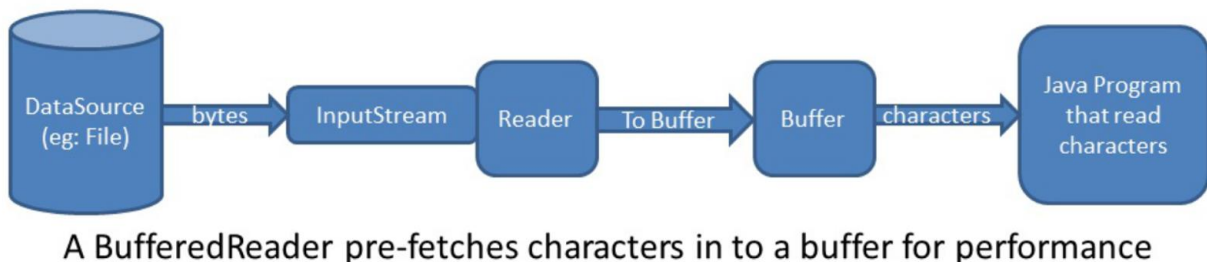 DataSource
(eg: File)
bytes
InputStream
Reader
To Buffer
Buffer
characters
Java Program
that read
characters
A BufferedReader pre-fetches characters in to a buffer for performance